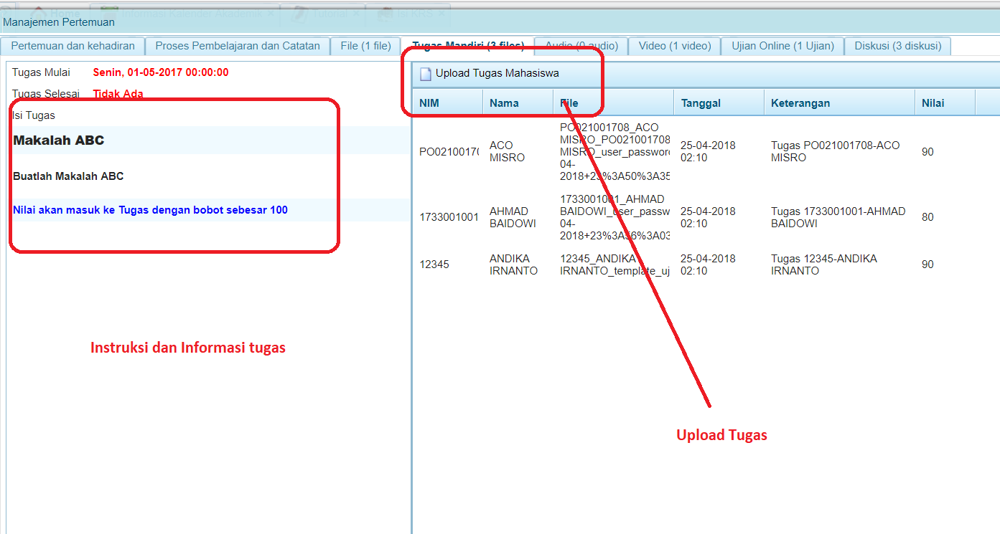 Home Informasi Kalender Akademik × Tutorial × Isi KRS ×
Manajemen Pertemuan
Pertemuan dan kehadiran Proses Pembelajaran dan Catatan File (1 file) Tugas Mandiri (3 files) Audio (0 audio) Video (1 video) Ujian Online (1 Ujian) Diskusi (3 diskusi)
Tugas Mulai Senin, 01-05-2017 00:00:00
Tugas Selesai Tidak Ada
Isi Tugas
Makalah ABC
Buatlah Makalah ABC
Nilai akan masuk ke Tugas dengan bobot sebesar 100
Instruksi dan Informasi tugas
Upload Tugas Mahasiswa
NIM Nama File Tanggal Keterangan Nilai
PO0210017
ACO
MISRO
PO021001708_ACO
MISRO_PO021001708
MISRO_user_password
04-
2018+23%3A50%3A35
25-04-2018
02:10
Tugas PO021001708-ACO
MISRO
90
1733001001
AHMAD
BAIDOWI
1733001001_AHMAD
BAIDOWI_user_passw
04-
2018+23%3A56%3A03
25-04-2018
02:10
Tugas 1733001001-AHMAD
BAIDOWI
80
12345
ANDIKA
IRNANTO
12345_ANDIKA
IRNANTO_template_uj
25-04-2018
02:10
Tugas 12345-ANDIKA
IRNANTO
90
Upload Tugas